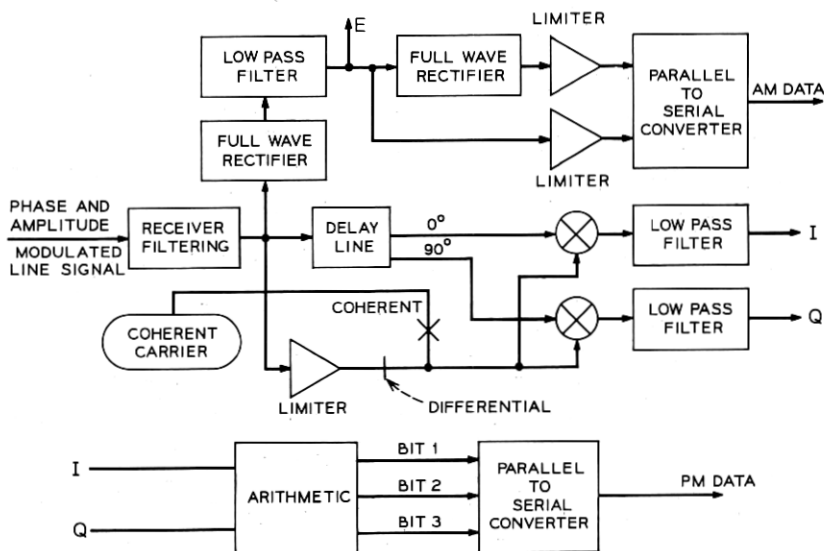 E
LIMITER
LOW PASS
FILTER
FULL WAVE
RECTIFIER
PARALLEL
TO
SERIAL
CONVERTER
AM DATA
FULL WAVE
RECTIFIER
LIMITER
PHASE AND
AMPLITUDE
MODULATED
LINE SIGNAL
RECEIVER
FILTERING
DELAY
LINE
0°
90°
LOW PASS
FILTER
I
COHERENT
LOW PASS
FILTER
Q
COHERENT
CARRIER
LIMITER
DIFFERENTIAL
I
Q
ARITHMETIC
BIT 1
BIT 2
BIT 3
PARALLEL
TO
SERIAL
CONVERTER
PM DATA